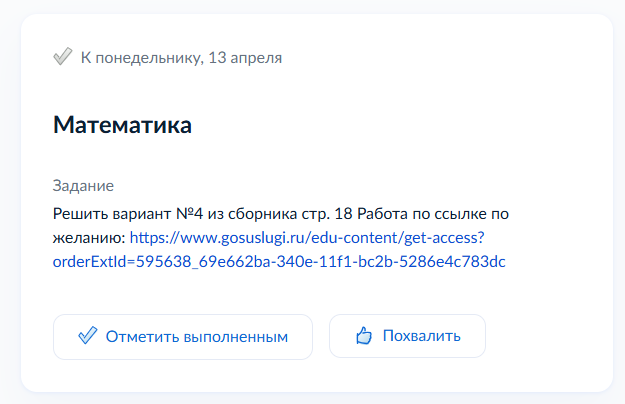 К понедельнику, 13 апреля
Математика
Задание
Решить вариант №4 из сборника стр. 18 Работа по ссылке по
желанию: https://www.gosuslugi.ru/edu-content/get-access?
orderExtId=595638_69e662ba-340e-11f1-bc2b-5286e4c783dc
Отметить выполненным
Похвалить